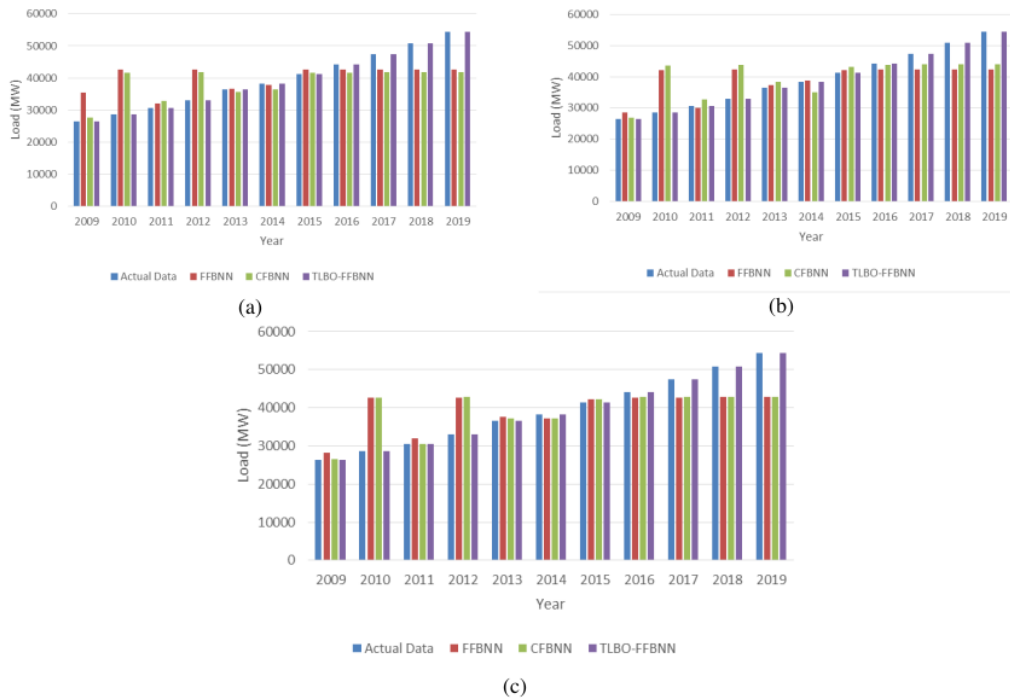 60000
50000
40000
30000
20000
10000
0
Load (MW)
2009 2010 2011 2012 2013 2014 2015 2016 2017 2018 2019
Year
Actual Data FFBNN CFBNN TLBO-FFBNN
(a)
60000
50000
40000
30000
20000
10000
0
Load (MW)
2009 2010 2011 2012 2013 2014 2015 2016 2017 2018 2019
Year
Actual Data FFBNN CFBNN TLBO-FFBNN
(b)
60000
50000
40000
30000
20000
10000
0
Load (MW)
2009 2010 2011 2012 2013 2014 2015 2016 2017 2018 2019
Year
Actual Data FFBNN CFBNN TLBO-FFBNN
(c)